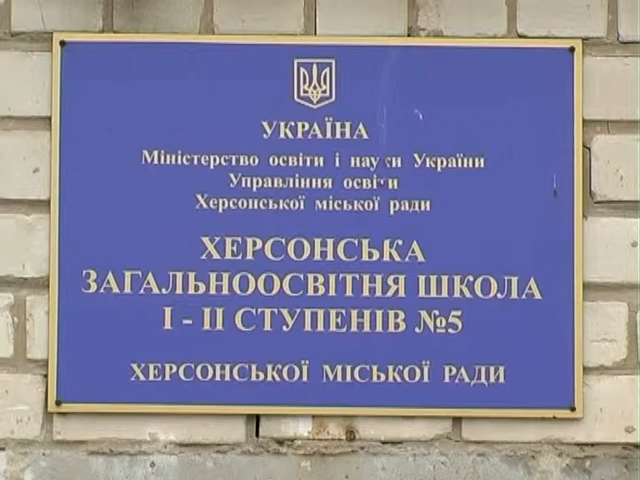 УКРАЇНА
Міністерство освіти і науки України
Управління освіти
Херсонської міської ради
ХЕРСОНСЬКА
ЗАГАЛЬНООСВІТНЯ ШКОЛА
І - ІІ СТУПЕНІВ №5
ХЕРСОНСЬКОЇ МІСЬКОЇ РАДИ